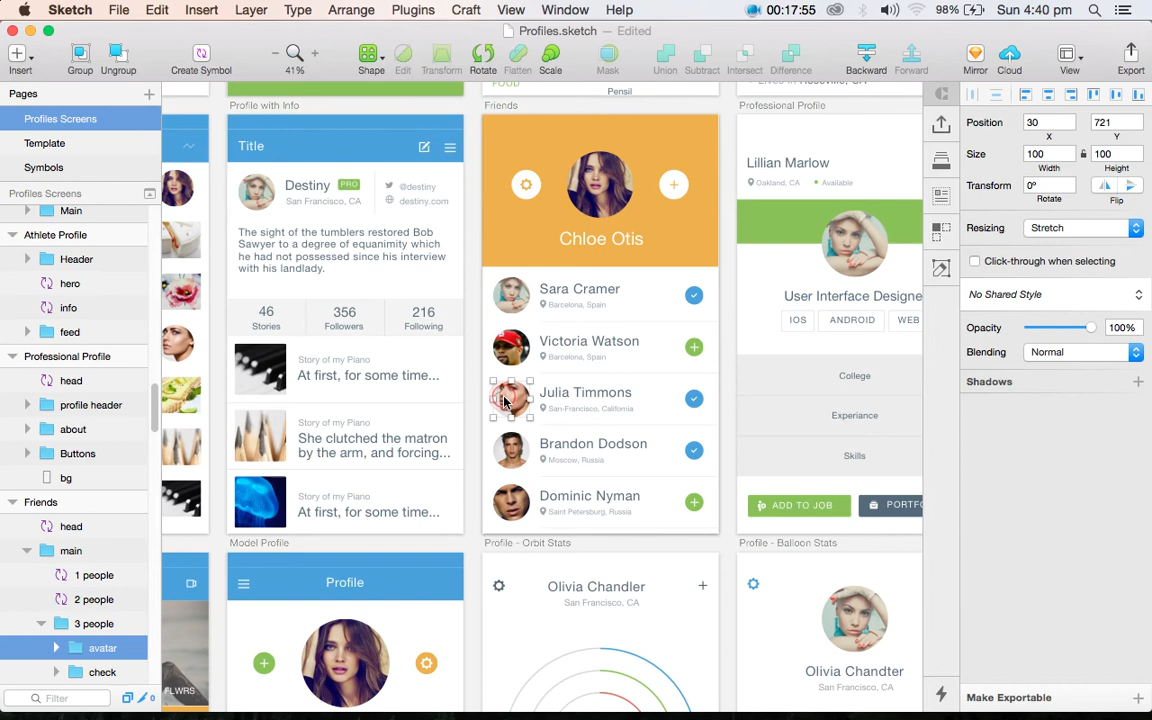 Sketch File Edit Insert Layer Type Arrange Plugins Craft View Window Help 00:17:55 98% Sun 4:40 pm
Profiles.sketch — Edited
Insert Group Ungroup Create Symbol 41% Shape Edit Transform Rotate Flatten Scale Mask Union Subtract Intersect Difference Backward Forward Mirror Cloud View Export
Pages
Profiles Screens
Template
Symbols
Profiles Screens
Main
Athlete Profile
Header
hero
info
feed
Professional Profile
head
profile header
about
Buttons
bg
Friends
head
main
1 people
2 people
3 people
avatar
check
Filter
0
FLWRS
Profile with Info
Title
Destiny PRO
San Francisco, CA
@destiny
destiny.com
The sight of the tumblers restored Bob
Sawyer to a degree of equanimity which
he had not possessed since his interview
with his landlady.
46 356 216
Stories Followers Following
Story of my Piano
At first, for some time...
Story of my Piano
She clutched the matron
by the arm, and forcing...
Story of my Piano
At first, for some time...
Model Profile
Profile
FOOD
Pensil
Friends
Chloe Otis
Sara Cramer
Barcelona, Spain
Victoria Watson
Barcelona, Spain
Julia Timmons
San-Francisco, California
Brandon Dodson
Moscow, Russia
Dominic Nyman
Saint Petersburg, Russia
Profile - Orbit Stats
Olivia Chandler
San Francisco, CA
Professional Profile
Lillian Marlow
Oakland, CA Available
User Interface Designe
IOS ANDROID WEB
College
Experiance
Skills
ADD TO JOB PORTFO
Profile - Balloon Stats
Olivia Chandter
San Francisco, CA
Position 30 721
X Y
Size 100 100
Width Height
Transform 0°
Rotate Flip
Resizing Stretch
Click-through when selecting
No Shared Style
Opacity 100%
Blending Normal
Shadows
Make Exportable